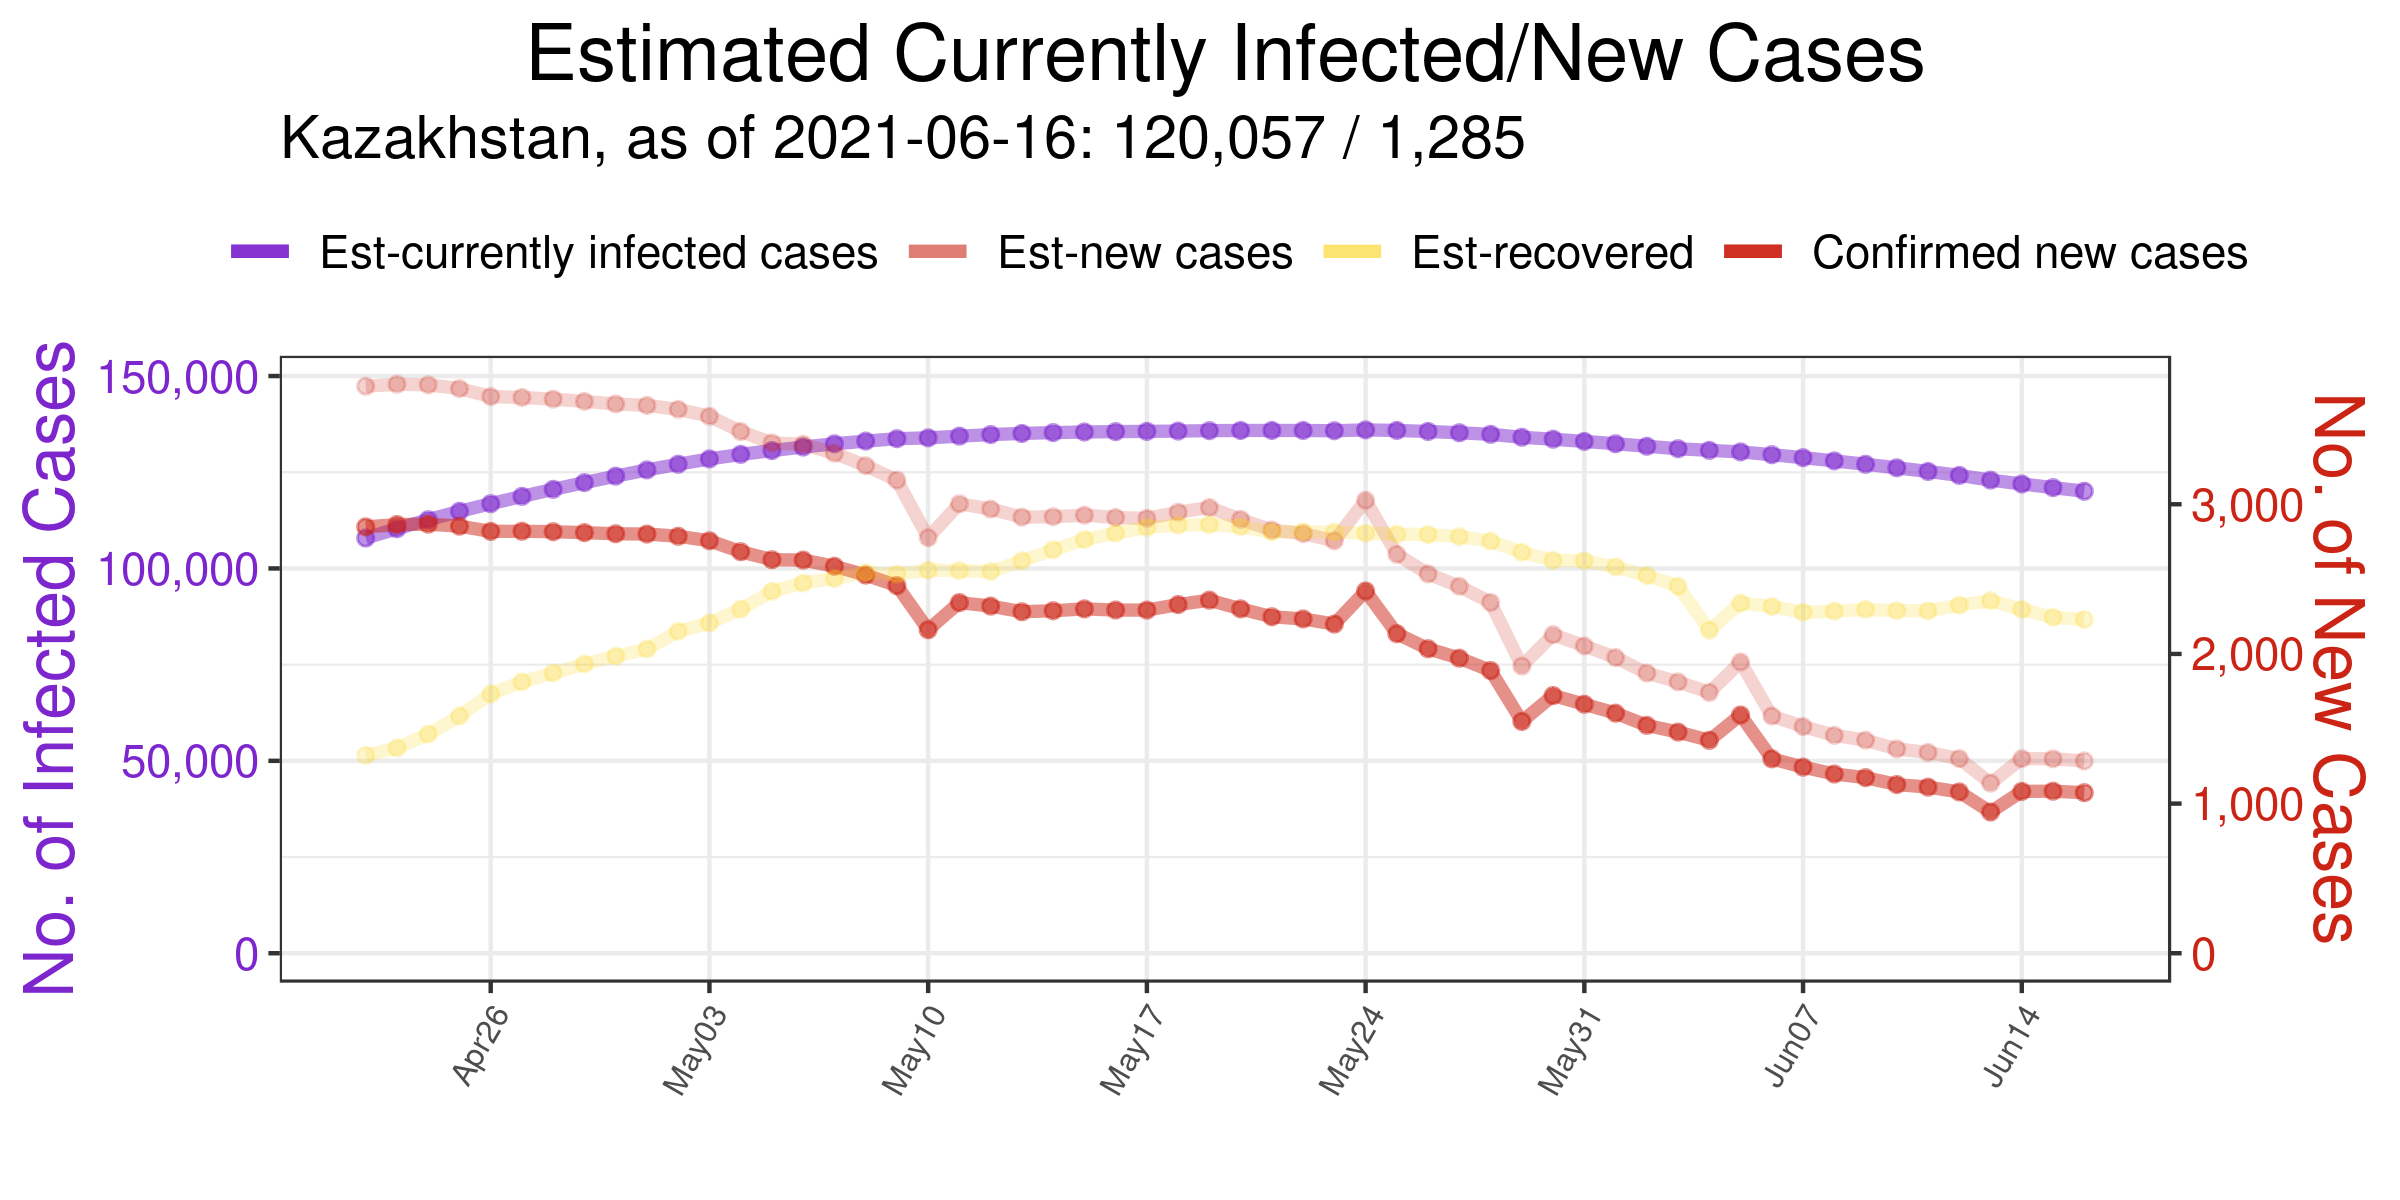 Estimated Currently Infected/New Cases
Kazakhstan, as of 2021-06-16: 120,057 / 1,285
Est-currently infected cases Est-new cases Est-recovered Confirmed new cases
No. of Infected Cases
150,000
100,000
50,000
0
3,000
2,000
1,000
0
No. of New Cases
Apr26 May03 May10 May17 May24 May31 Jun07 Jun14